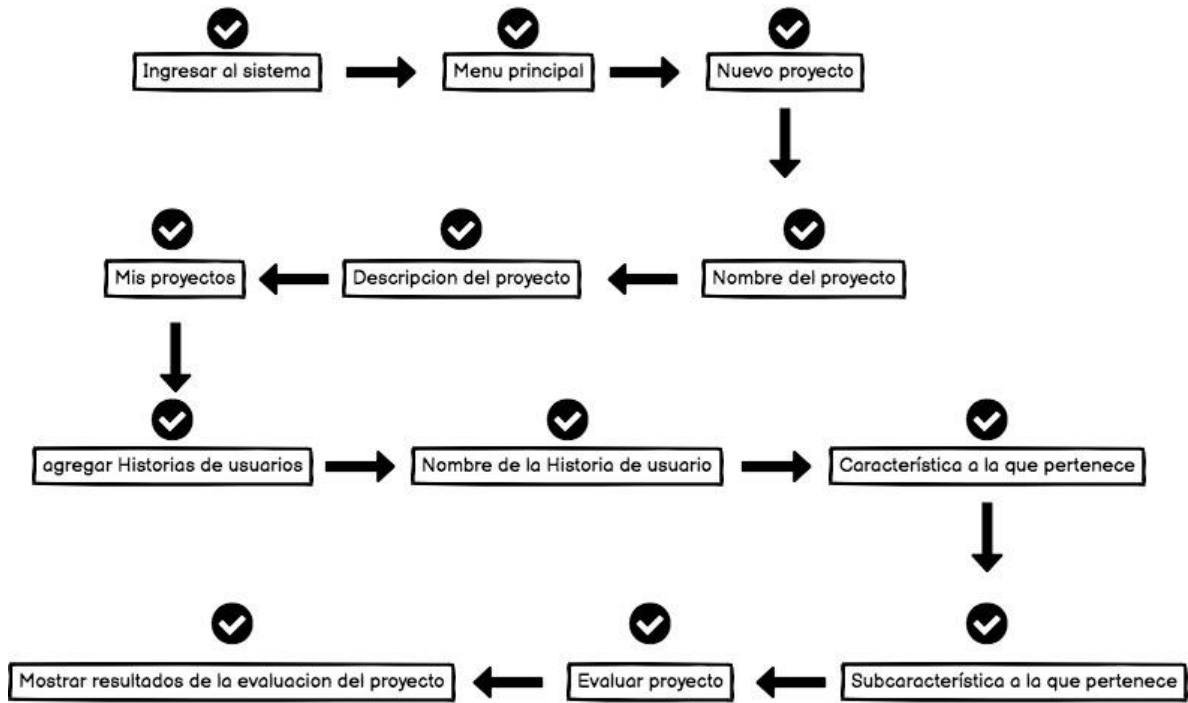 Ingresar al sistema
Menu principal
Nuevo proyecto
Nombre del proyecto
Descripcion del proyecto
Mis proyectos
agregar Historias de usuarios
Nombre de la Historia de usuario
Característica a la que pertenece
Subcaracterística a la que pertenece
Evaluar proyecto
Mostrar resultados de la evaluacion del proyecto